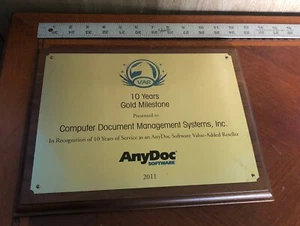 VAR
10 Years
Gold Milestone
Presented to
Computer Document Management Systems, Inc.
In Recognition of 10 Years of Service as an AnyDoc Software Value-Added Reseller
AnyDoc
SOFTWARE
2011